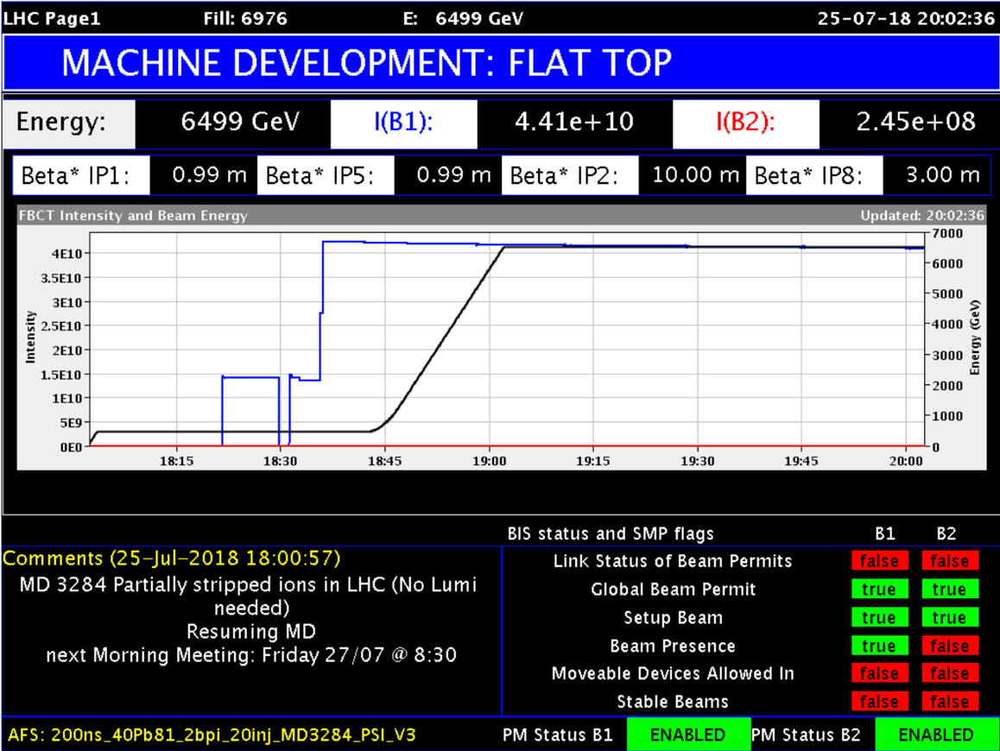 LHC Page1 Fill: 6976 E: 6499 GeV 25-07-18 20:02:36
MACHINE DEVELOPMENT: FLAT TOP
Energy: 6499 GeV I(B1): 4.41e+10 I(B2): 2.45e+08
Beta* IP1: 0.99 m Beta* IP5: 0.99 m Beta* IP2: 10.00 m Beta* IP8: 3.00 m
FBCT Intensity and Beam Energy Updated: 20:02:36
Intensity
4E10
3.5E10
3E10
2.5E10
2E10
1.5E10
1E10
5E9
0E0
7000
6000
5000
4000
3000
2000
1000
0
Energy (GeV)
18:15 18:30 18:45 19:00 19:15 19:30 19:45 20:00
Comments (25-Jul-2018 18:00:57)
MD 3284 Partially stripped ions in LHC (No Lumi
needed)
Resuming MD
next Morning Meeting: Friday 27/07 @ 8:30
BIS status and SMP flags B1 B2
Link Status of Beam Permits false false
Global Beam Permit true true
Setup Beam true true
Beam Presence true false
Moveable Devices Allowed In false false
Stable Beams false false
AFS: 200ns_40Pb81_2bpi_20inj_MD3284_PSI_V3 PM Status B1 ENABLED PM Status B2 ENABLED